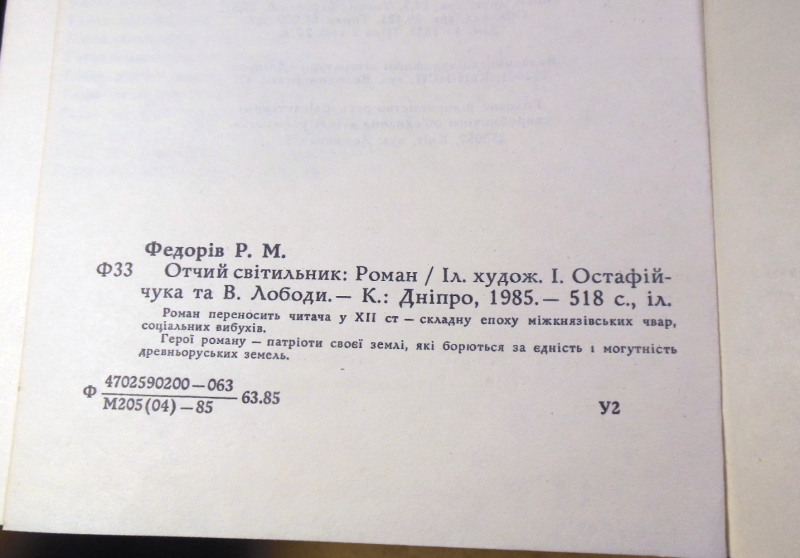 Федорів Р. М.
Ф33 Отчий світильник: Роман / Іл. худож. І. Остафій-
чука та В. Лободи.— К.: Дніпро, 1985.— 518 с., іл.
Роман переносить читача у XII ст — складну епоху міжкнязівських чвар,
соціальних вибухів.
Герої роману — патріоти своєї землі, які борються за єдність і могутність
древньоруських земель.
Ф 4702590200—063
М205(04)—85 63.85
У2